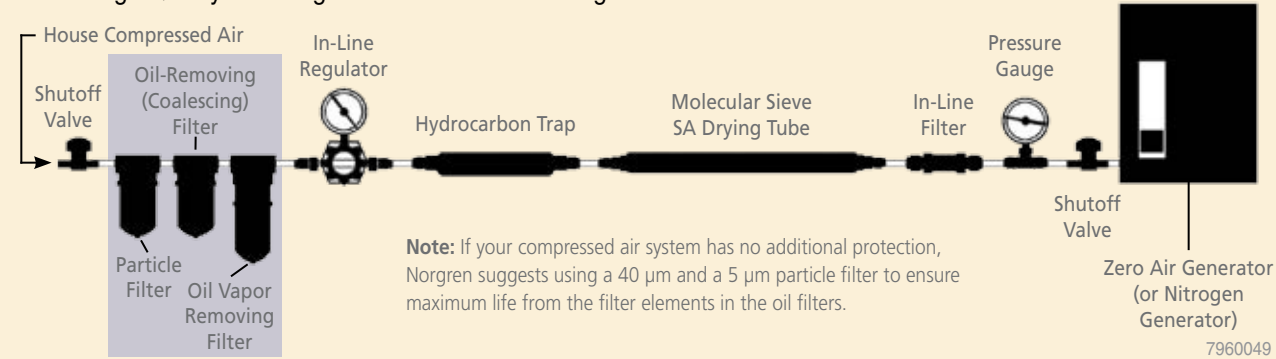 House Compressed Air
Shutoff
Valve
Oil-Removing
(Coalescing)
Filter
In-Line
Regulator
Hydrocarbon Trap
Molecular Sieve
SA Drying Tube
In-Line
Filter
Pressure
Gauge
Shutoff
Valve
Particle
Filter
Oil Vapor
Removing
Filter
Note: If your compressed air system has no additional protection,
Norgren suggests using a 40 µm and a 5 µm particle filter to ensure
maximum life from the filter elements in the oil filters.
Zero Air Generator
(or Nitrogen
Generator)
7960049